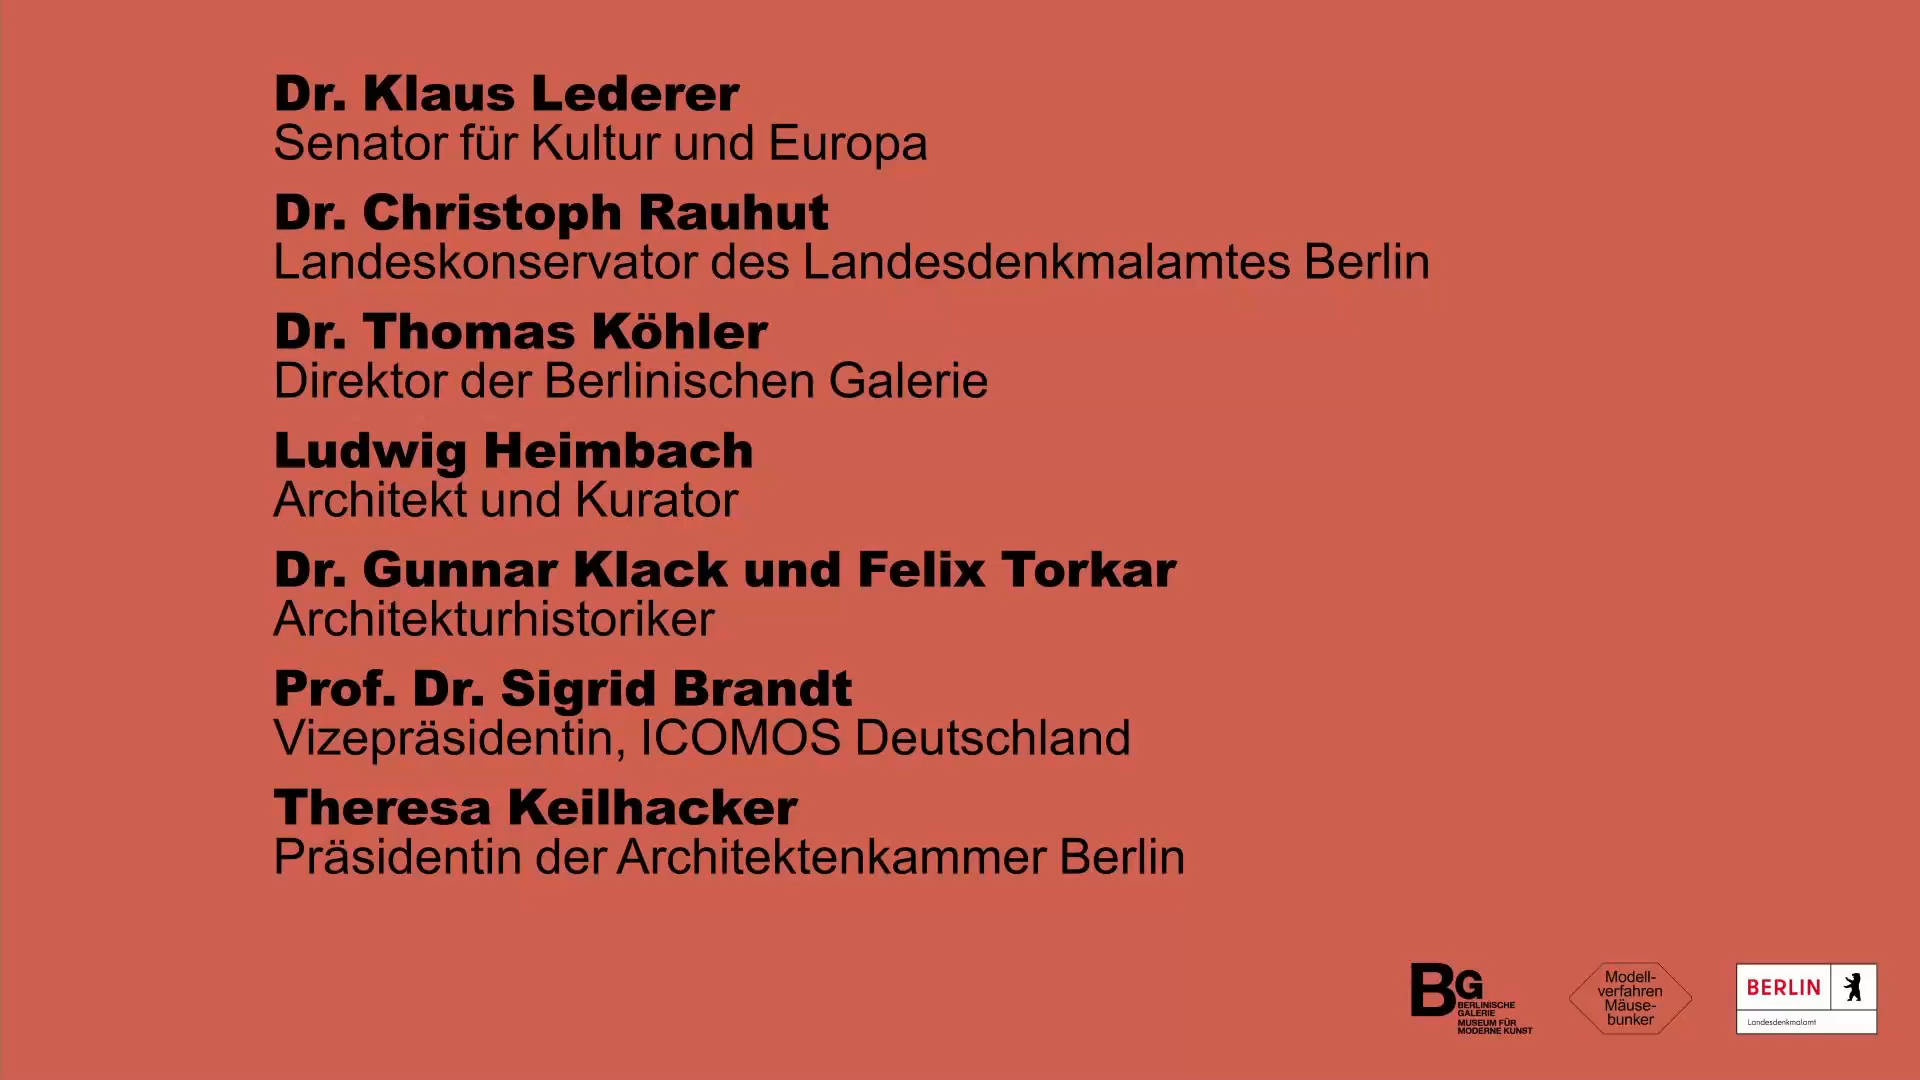 Dr. Klaus Lederer
Senator für Kultur und Europa
Dr. Christoph Rauhut
Landeskonservator des Landesdenkmalamtes Berlin
Dr. Thomas Köhler
Direktor der Berlinischen Galerie
Ludwig Heimbach
Architekt und Kurator
Dr. Gunnar Klack und Felix Torkar
Architekturhistoriker
Prof. Dr. Sigrid Brandt
Vizepräsidentin, ICOMOS Deutschland
Theresa Keilhacker
Präsidentin der Architektenkammer Berlin
BG
BERLINISCHE
GALERIE
MUSEUM FÜR
MODERNE KUNST
Modell-
verfahren
Mäuse-
bunker
BERLIN
Landesdenkmalamt